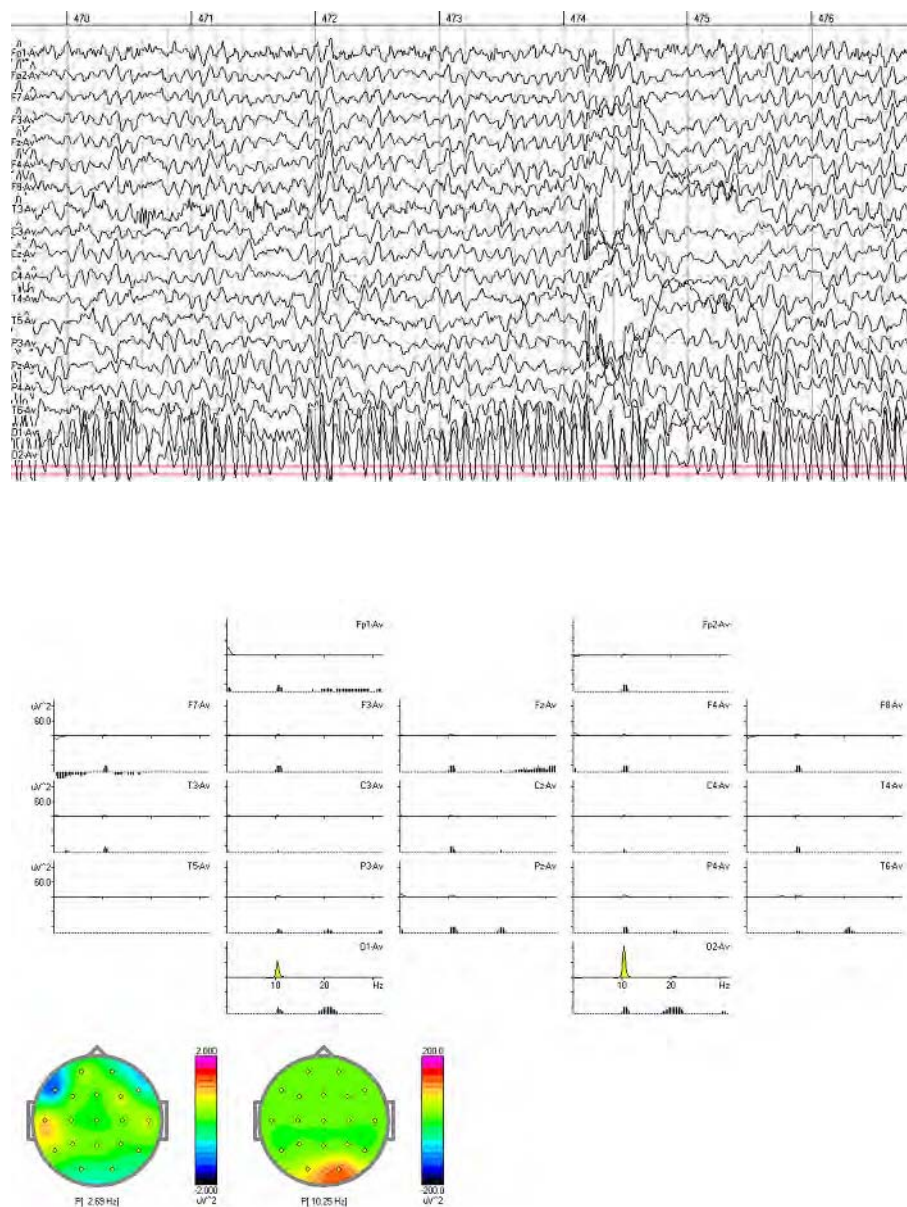 470 471 472 473 474 475 476
Fp1-Av
Fp2-Av
F7-Av
F3-Av
Fz-Av
F4-Av
F8-Av
T3-Av
C3-Av
Cz-Av
C4-Av
T4-Av
T5-Av
P3-Av
Pz-Av
P4-Av
T6-Av
O1-Av
O2-Av
Fp1-Av Fp2-Av
uV^2 F7-Av F3-Av Fz-Av F4-Av F8-Av
60.0
uV^2 T3-Av C3-Av Cz-Av C4-Av T4-Av
60.0
uV^2 T5-Av P3-Av Pz-Av P4-Av T6-Av
60.0
O1-Av O2-Av
10 20 Hz 10 20 Hz
2.000 200.0
-2.000 -200.0
P[ 2.69 Hz] uV^2 P[ 10.25 Hz] uV^2